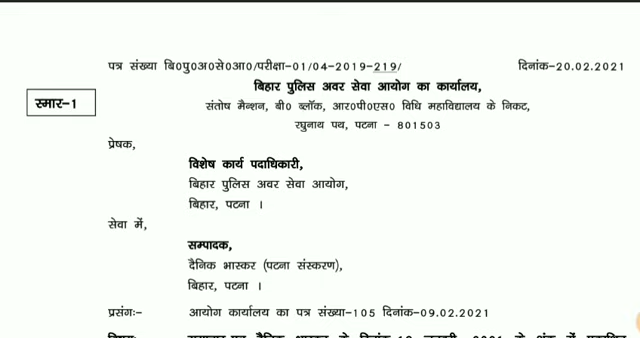 पत्र संख्या बि0पु0अ0से0आ0/परीक्षा-01/04-2019-219/ दिनांक-20.02.2021
बिहार पुलिस अवर सेवा आयोग का कार्यालय,
स्मार-1
संतोष मैन्शन, बी0 ब्लॉक, आर0पी0एस0 विधि महाविद्यालय के निकट,
रघुनाथ पथ, पटना - 801503
प्रेषक,
विशेष कार्य पदाधिकारी,
बिहार पुलिस अवर सेवा आयोग,
बिहार, पटना ।
सेवा में,
सम्पादक,
दैनिक भास्कर (पटना संस्करण),
बिहार, पटना ।
प्रसंगः- आयोग कार्यालय का पत्र संख्या-105 दिनांक-09.02.2021